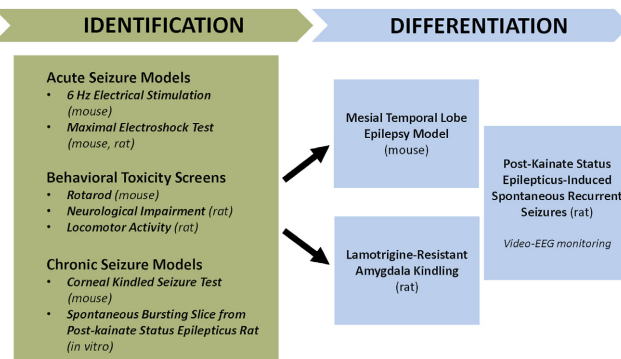 IDENTIFICATION
DIFFERENTIATION
Acute Seizure Models
• 6 Hz Electrical Stimulation
(mouse)
• Maximal Electroshock Test
(mouse, rat)
Behavioral Toxicity Screens
• Rotarod (mouse)
• Neurological Impairment (rat)
• Locomotor Activity (rat)
Chronic Seizure Models
• Corneal Kindled Seizure Test
(mouse)
• Spontaneous Bursting Slice from
Post-kainate Status Epilepticus Rat
(in vitro)
Mesial Temporal Lobe
Epilepsy Model
(mouse)
Lamotrigine-Resistant
Amygdala Kindling
(rat)
Post-Kainate Status
Epilepticus-Induced
Spontaneous Recurrent
Seizures (rat)
Video-EEG monitoring